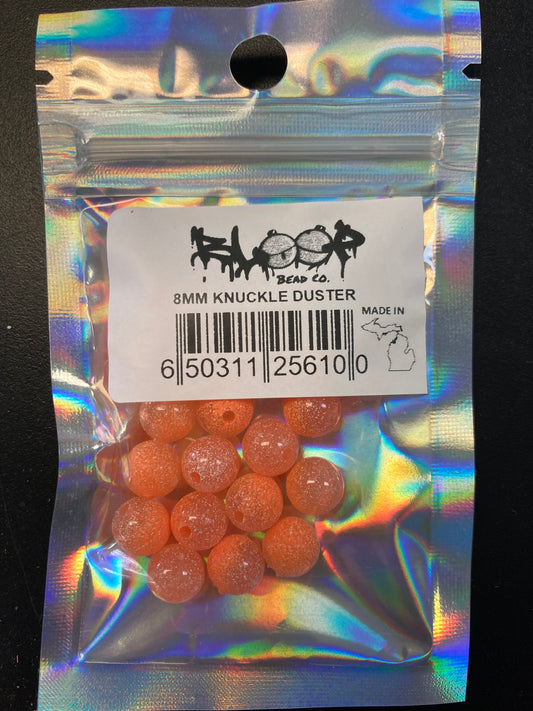 BLOOP
BEAD CO.
8MM KNUCKLE DUSTER
MADE IN
6 50311 25610 0